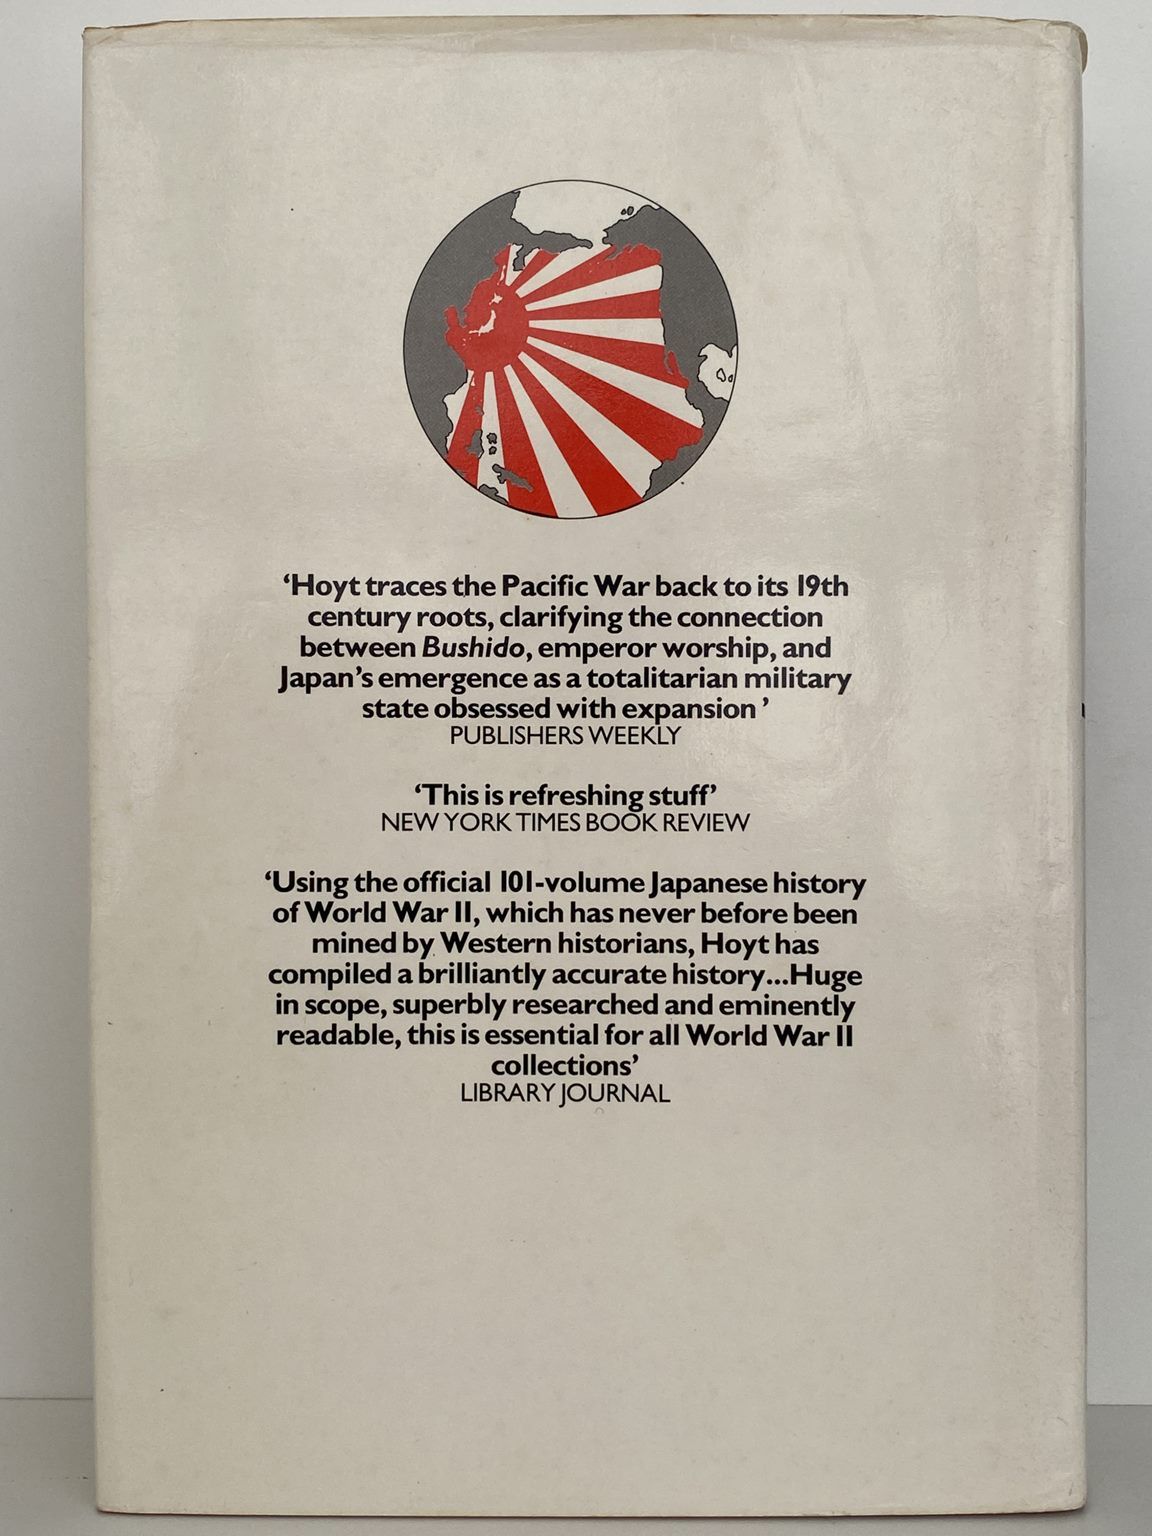 ‘Hoyt traces the Pacific War back to its 19th
century roots, clarifying the connection
between Bushido, emperor worship, and
Japan’s emergence as a totalitarian military
state obsessed with expansion ’
PUBLISHERS WEEKLY
‘This is refreshing stuff’
NEW YORK TIMES BOOK REVIEW
‘Using the official 101-volume Japanese history
of World War II, which has never before been
mined by Western historians, Hoyt has
compiled a brilliantly accurate history...Huge
in scope, superbly researched and eminently
readable, this is essential for all World War II
collections’
LIBRARY JOURNAL